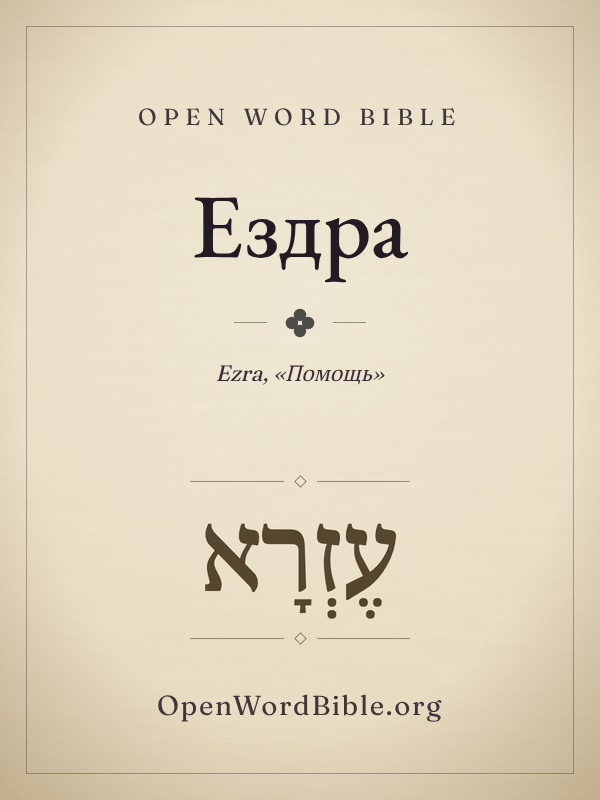 OPEN WORD BIBLE
Ездра
Ezra, «Помощь»
עֶזְרָא
OpenWordBible.org